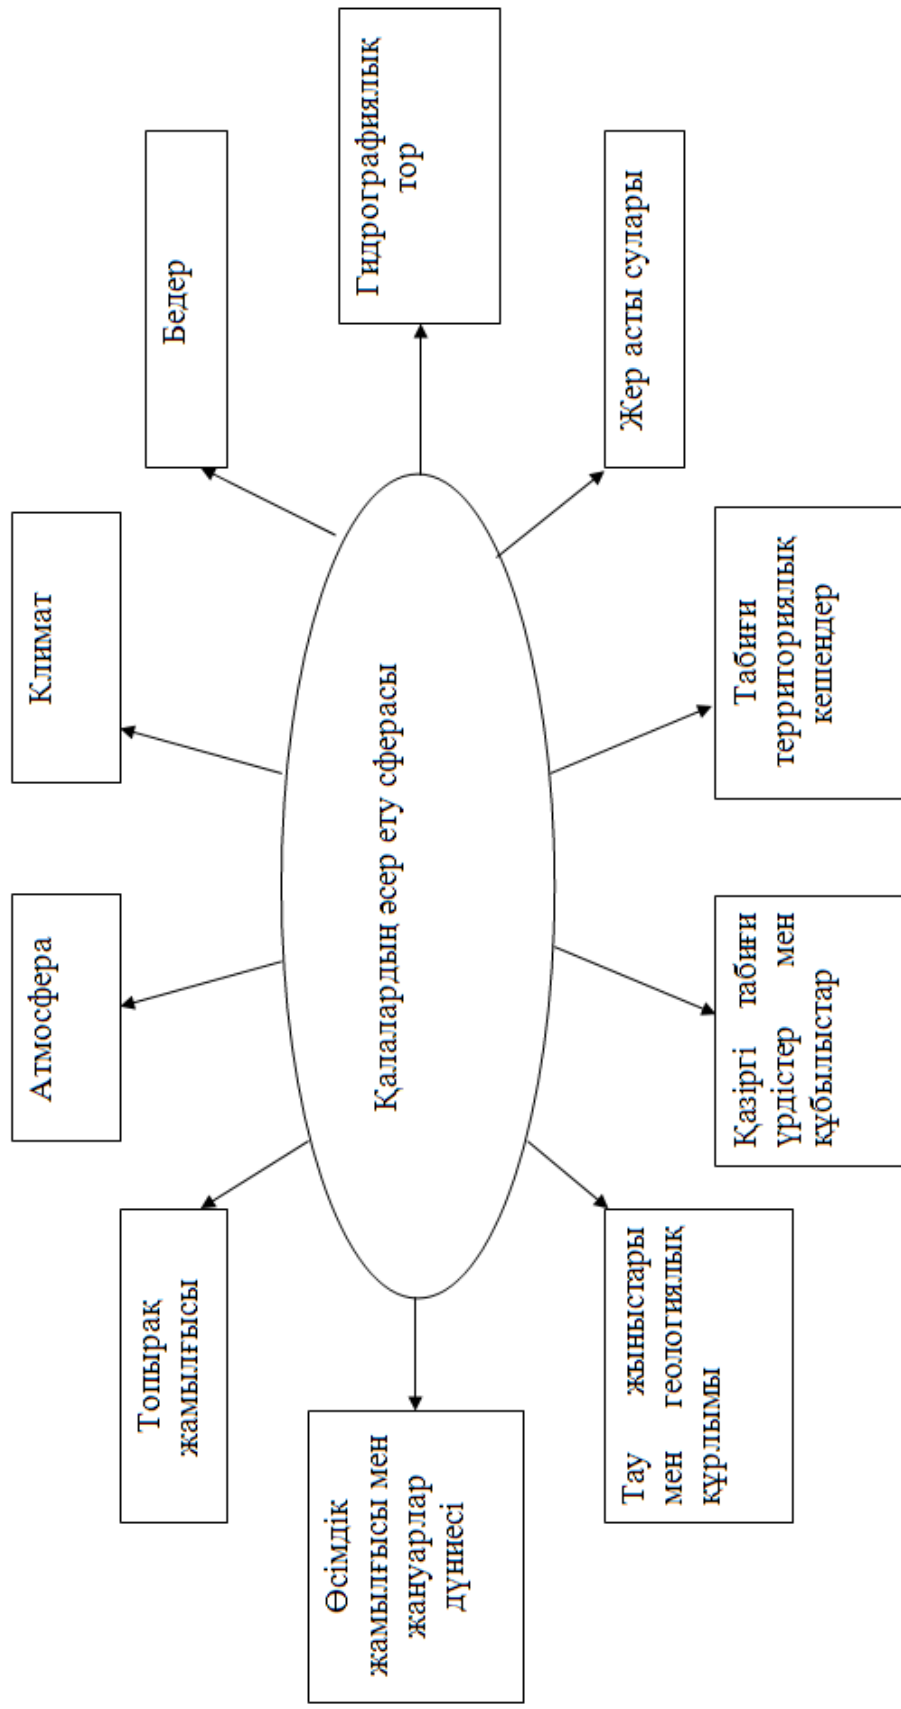 Атмосфера
Климат
Топырақ
жамылғысы
Бедер
Қалалардың әсер ету сферасы
Өсімдік
жамылғысы мен
жануарлар
дүниесі
Гидрографиялық
тор
Тау жыныстары
мен геологиялық
құрлымы
Жер асты сулары
Қазіргі табиғи
үрдістер мен
құбылыстар
Табиғи
территориялық
кешендер